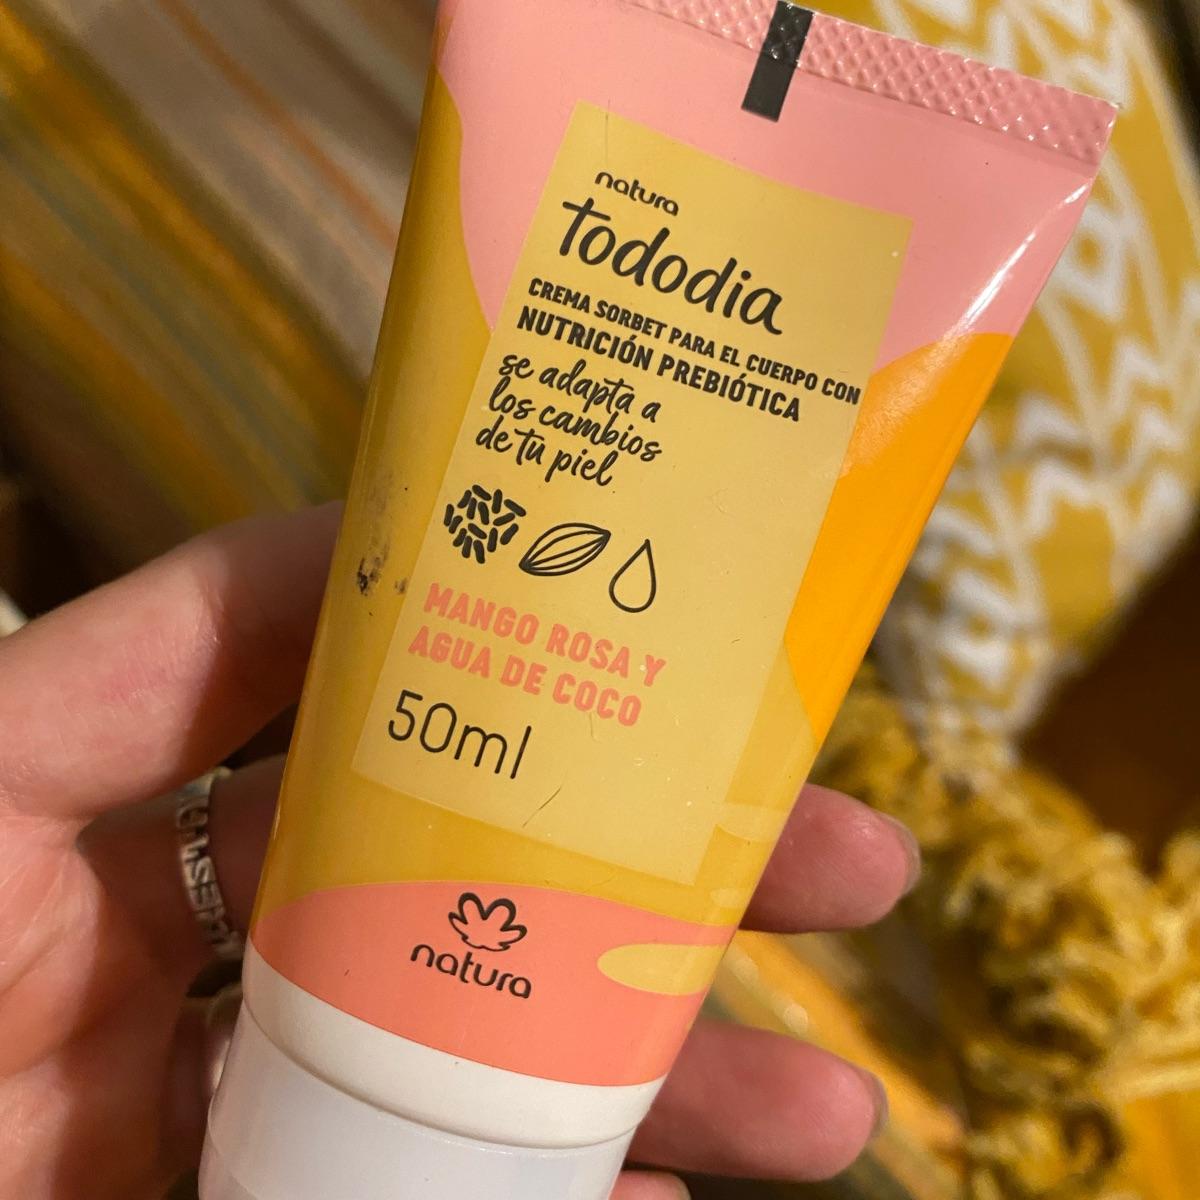 natura
Tododia
CREMA SORBET PARA EL CUERPO CON
NUTRICIÓN PREBIÓTICA
se adapta a
los cambios
de tu piel
MANGO ROSA Y
AGUA DE COCO
50ml
natura